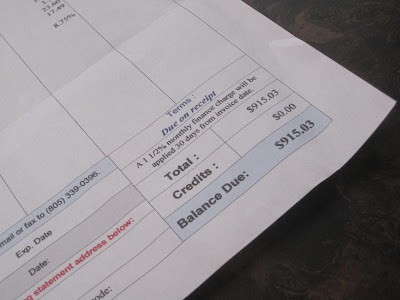 23.60
17.49
8.75%
Terms :
Due on receipt
A 1 1/2% monthly finance charge will be
applied 30 days from invoice date.
Total : $915.03
Credits : $0.00
Balance Due: $915.03
mail or fax to (805) 339-0396.
Exp. Date
Date:
statement address below: